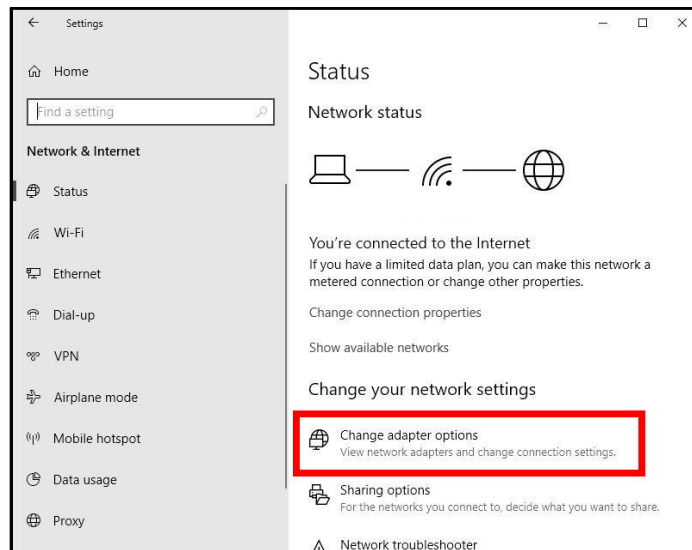 Settings
Home
Find a setting
Network & Internet
Status
Wi-Fi
Ethernet
Dial-up
VPN
Airplane mode
Mobile hotspot
Data usage
Proxy
Status
Network status
You're connected to the Internet
If you have a limited data plan, you can make this network a
metered connection or change other properties.
Change connection properties
Show available networks
Change your network settings
Change adapter options
View network adapters and change connection settings.
Sharing options
For the networks you connect to, decide what you want to share.
Network troubleshooter